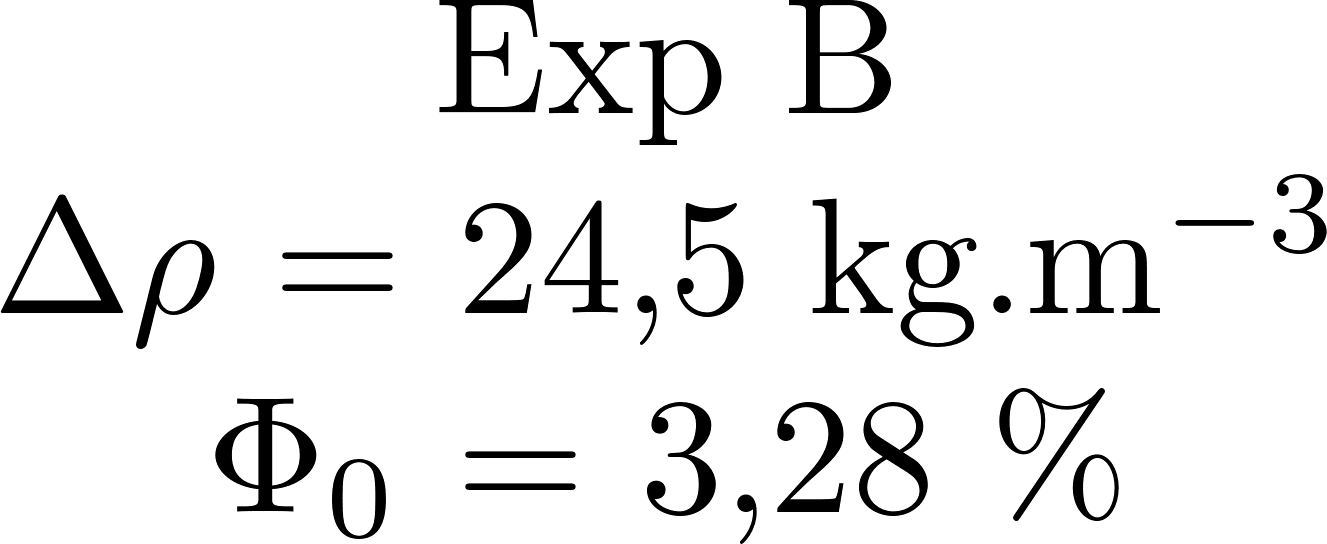 Exp B
Δρ = 24,5 kg.m⁻³
Φ₀ = 3,28 %